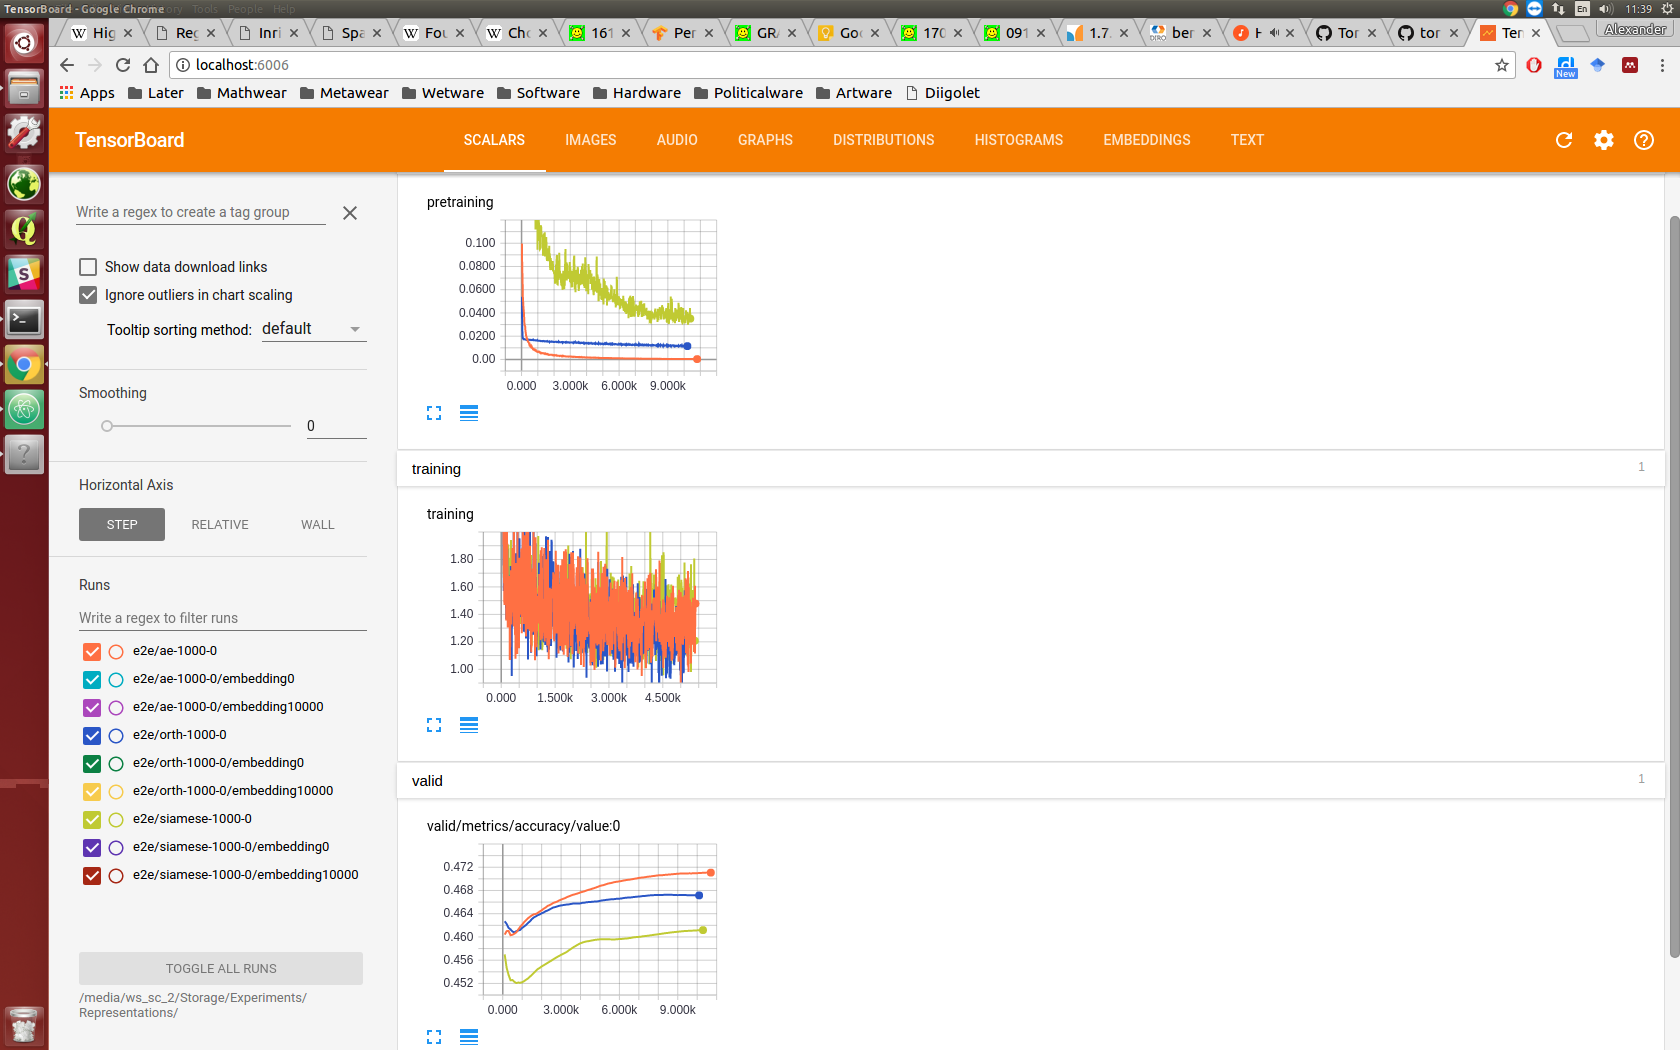 TensorBoard - Google Chrome
History Tools People Help
En 11:39
Hig Reg Inri Spa Fou Cho 161 Per GRA Goo 170 091 1.7. ber H Tor tor Ten Alexander
localhost:6006
New
Apps Later Mathwear Metawear Wetware Software Hardware Politicalware Artware Diigolet
TensorBoard SCALARS IMAGES AUDIO GRAPHS DISTRIBUTIONS HISTOGRAMS EMBEDDINGS TEXT
Write a regex to create a tag group
Show data download links
Ignore outliers in chart scaling
Tooltip sorting method: default
Smoothing
0
Horizontal Axis
STEP RELATIVE WALL
Runs
Write a regex to filter runs
e2e/ae-1000-0
e2e/ae-1000-0/embedding0
e2e/ae-1000-0/embedding10000
e2e/orth-1000-0
e2e/orth-1000-0/embedding0
e2e/orth-1000-0/embedding10000
e2e/siamese-1000-0
e2e/siamese-1000-0/embedding0
e2e/siamese-1000-0/embedding10000
TOGGLE ALL RUNS
/media/ws_sc_2/Storage/Experiments/
Representations/
pretraining
0.100
0.0800
0.0600
0.0400
0.0200
0.00
0.000 3.000k 6.000k 9.000k
training 1
training
1.80
1.60
1.40
1.20
1.00
0.000 1.500k 3.000k 4.500k
valid 1
valid/metrics/accuracy/value:0
0.472
0.468
0.464
0.460
0.456
0.452
0.000 3.000k 6.000k 9.000k